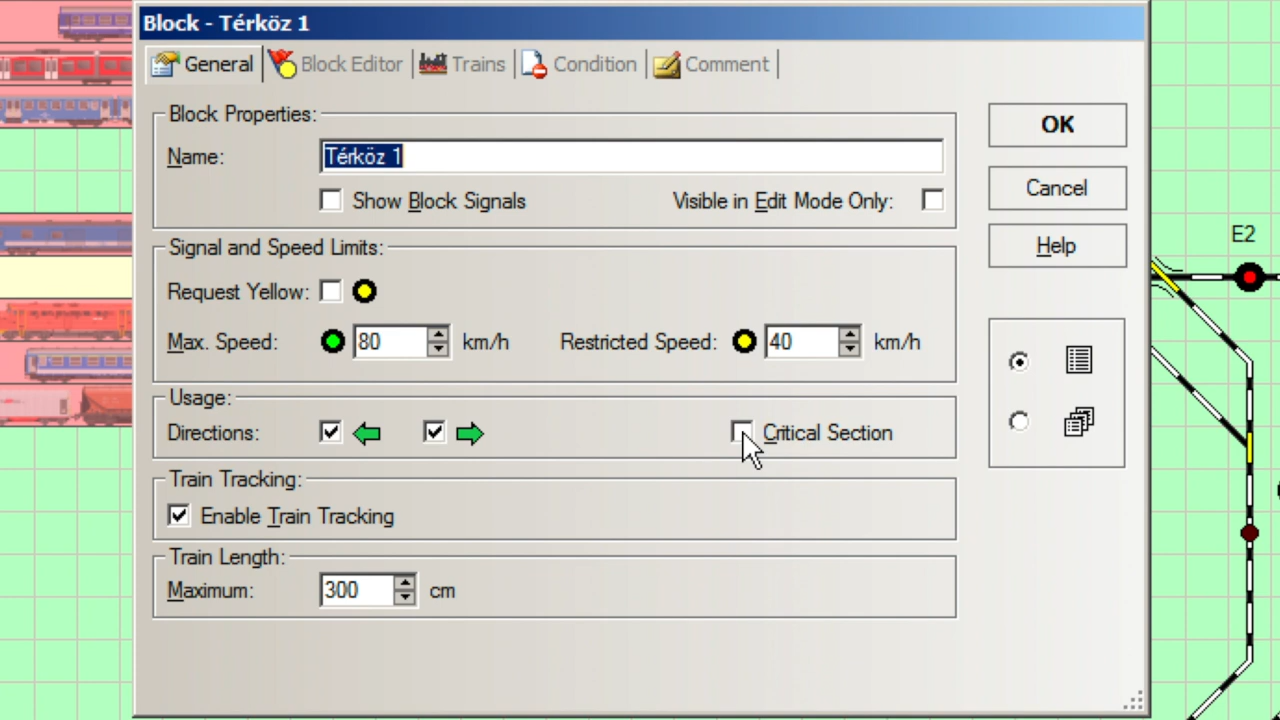 Block - Térköz 1
General Block Editor Trains Condition Comment
Block Properties:
Name: Térköz 1
Show Block Signals Visible in Edit Mode Only:
Signal and Speed Limits:
Request Yellow:
Max. Speed: 80 km/h Restricted Speed: 40 km/h
Usage:
Directions: Critical Section
Train Tracking:
Enable Train Tracking
Train Length:
Maximum: 300 cm
OK
Cancel
Help
E2